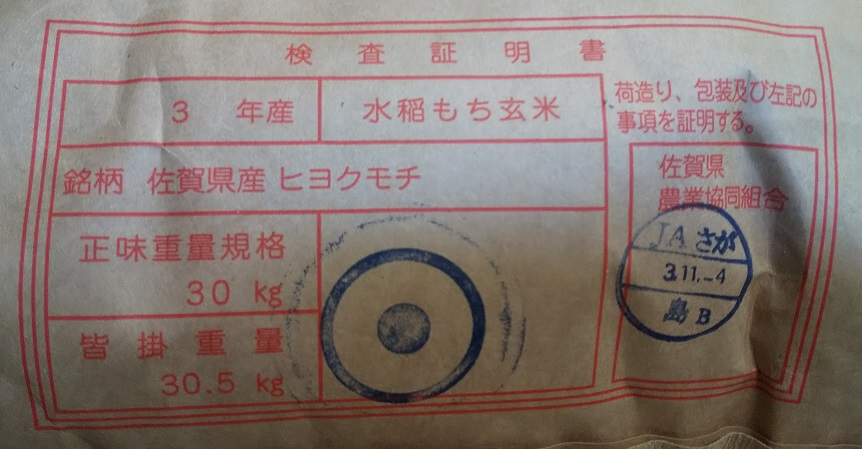 検査証明書
3 年産
水稲もち玄米
荷造り、包装及び左記の
事項を証明する。
銘柄 佐賀県産 ヒヨクモチ
正味重量規格
30 kg
皆掛重量
30.5 kg
佐賀県
農業協同組合
JAさが
3.11.-4
島 B